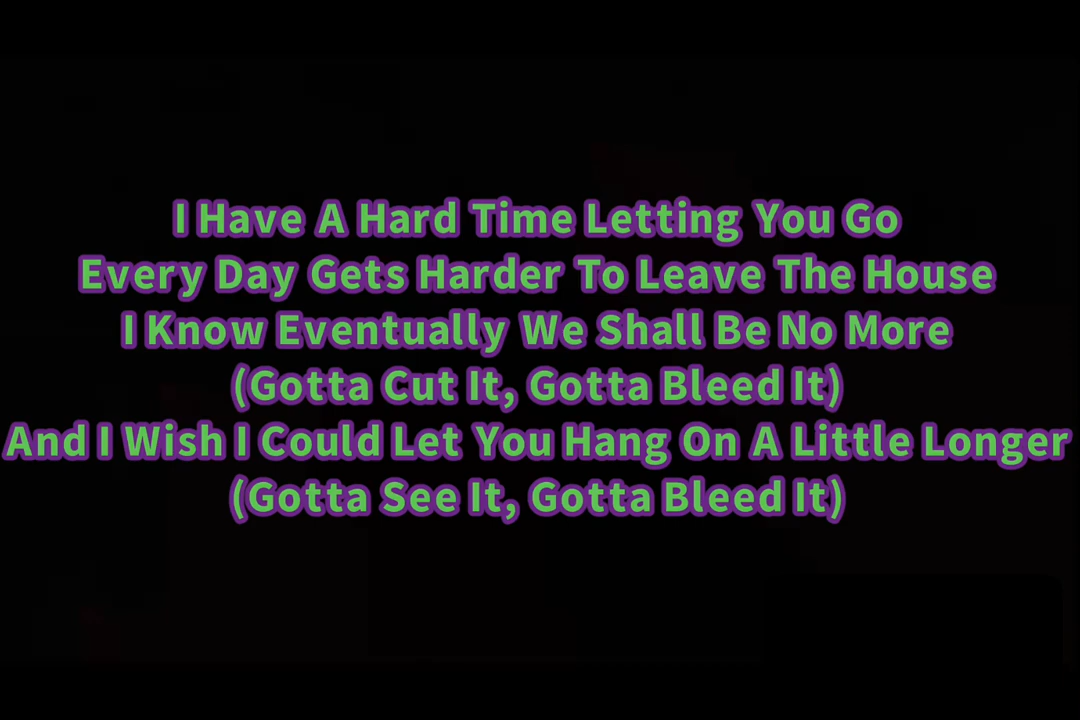 I Have A Hard Time Letting You Go
Every Day Gets Harder To Leave The House
I Know Eventually We Shall Be No More
(Gotta Cut It, Gotta Bleed It)
And I Wish I Could Let You Hang On A Little Longer
(Gotta See It, Gotta Bleed It)